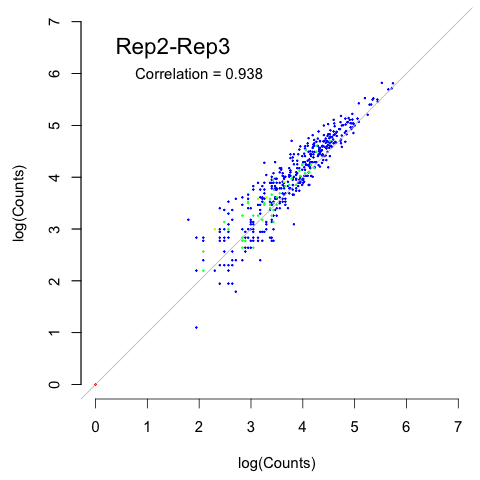 Rep2-Rep3
Correlation = 0.938
log(Counts)
7
6
5
4
3
2
1
0
0 1 2 3 4 5 6 7
log(Counts)